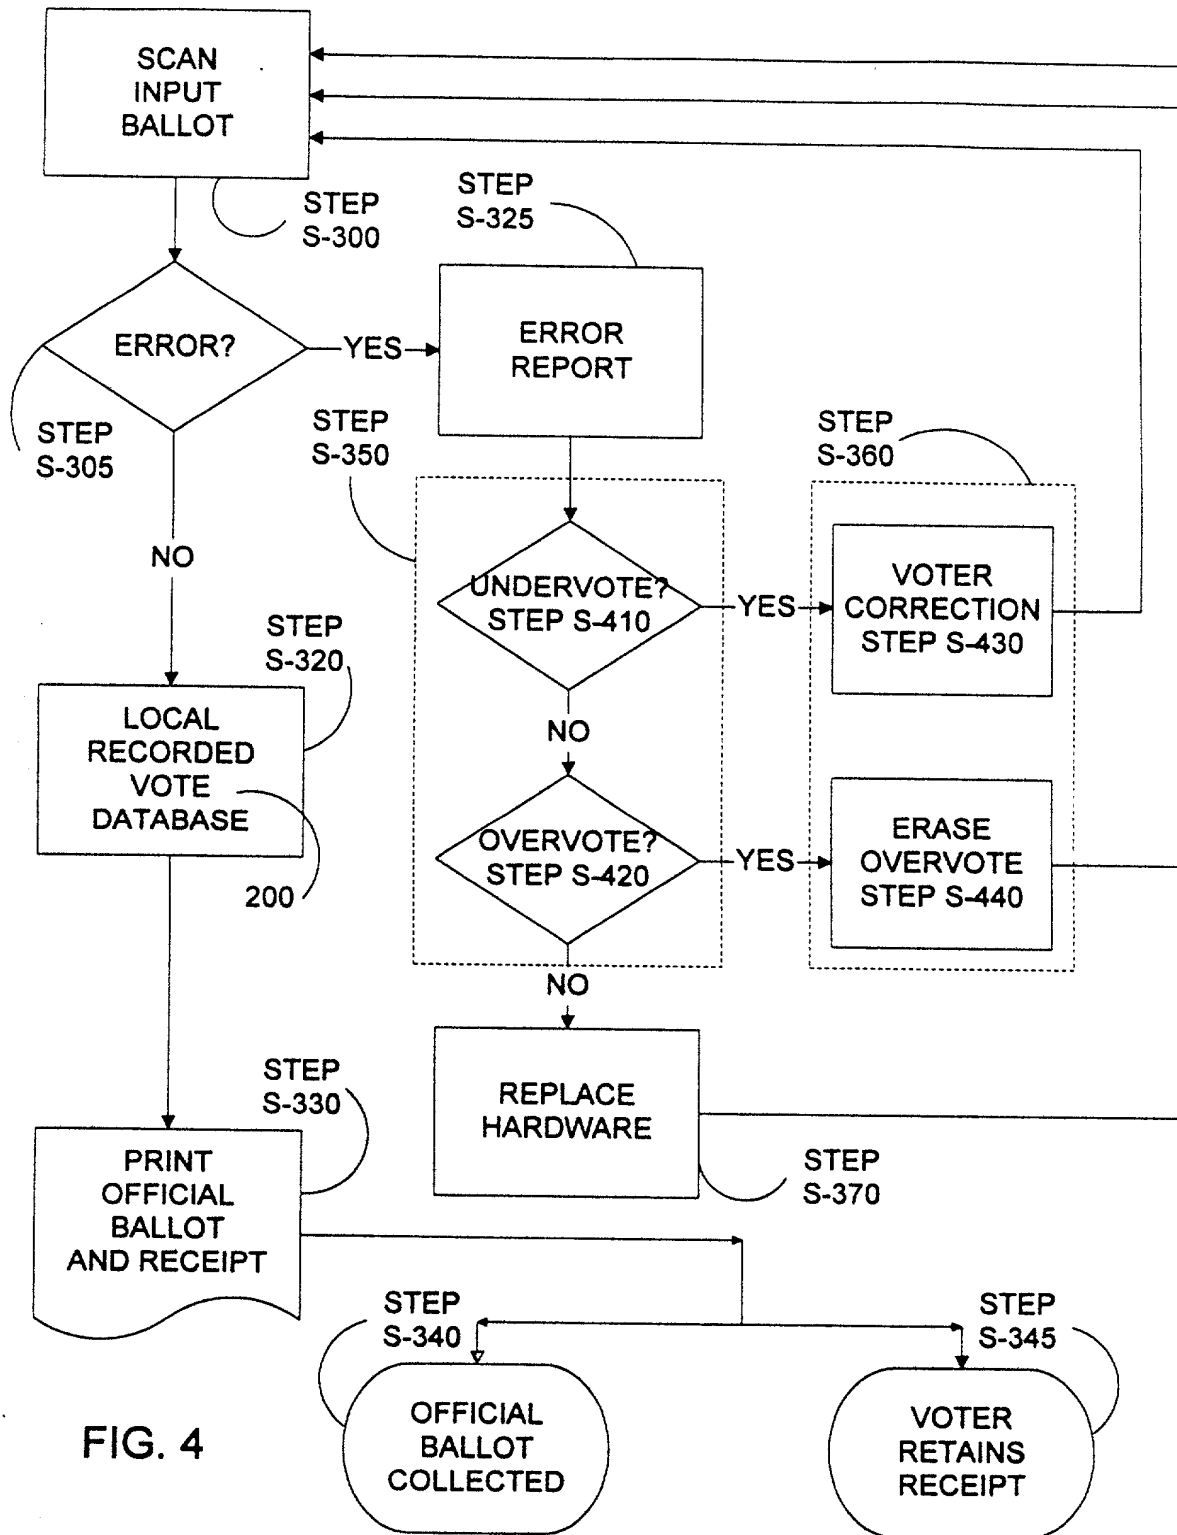 SCAN
INPUT
BALLOT
STEP
S-300
STEP
S-325
ERROR?
YES
ERROR
REPORT
STEP
S-305
STEP
S-350
STEP
S-360
NO
UNDERVOTE?
STEP S-410
YES
VOTER
CORRECTION
STEP S-430
STEP
S-320
LOCAL
RECORDED
VOTE
DATABASE
200
NO
OVERVOTE?
STEP S-420
YES
ERASE
OVERVOTE
STEP S-440
NO
STEP
S-330
REPLACE
HARDWARE
STEP
S-370
PRINT
OFFICIAL
BALLOT
AND RECEIPT
STEP
S-340
STEP
S-345
OFFICIAL
BALLOT
COLLECTED
VOTER
RETAINS
RECEIPT
FIG. 4